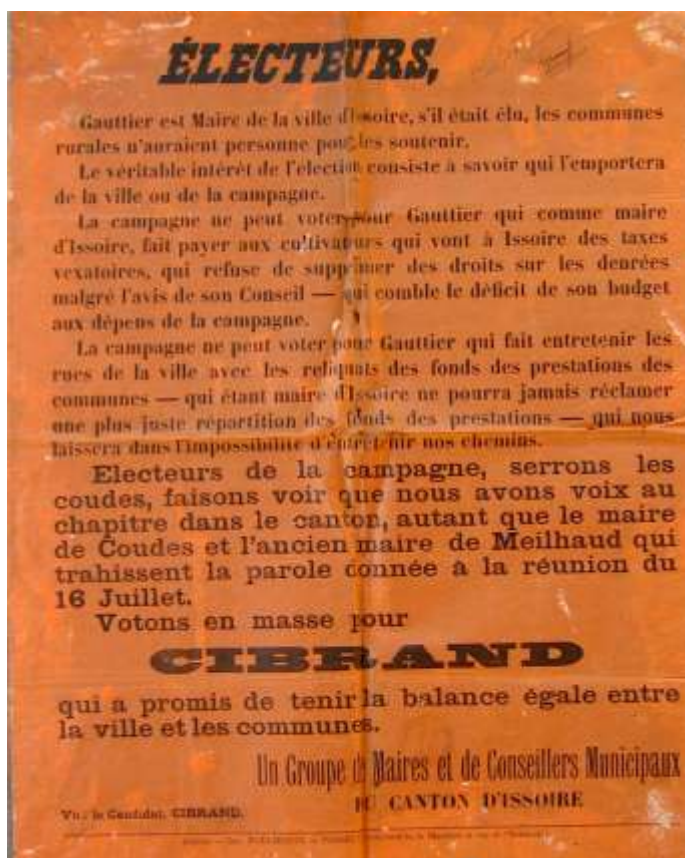 ÉLECTEURS,
Gauttier est Maire de la ville d'Issoire, s'il était élu, les communes
rurales n'auraient personne pour les soutenir.
Le véritable intérêt de l'election consiste à savoir qui l'emportera
de la ville ou de la campagne.
La campagne ne peut voter pour Gauttier qui comme maire
d'Issoire, fait payer aux cultivateurs qui vont à Issoire des taxes
vexatoires, qui refuse de supprimer des droits sur les denrées
malgré l'avis de son Conseil — qui comble le déficit de son budget
aux dépens de la campagne.
La campagne ne peut voter pour Gauttier qui fait entretenir les
rues de la ville avec les reliquats des fonds des prestations des
communes — qui étant maire d'Issoire ne pourra jamais réclamer
une plus juste répartition des fonds des prestations — qui nous
laissera dans l'impossibilité d'entretenir nos chemins.
Electeurs de la campagne, serrons les
coudes, faisons voir que nous avons voix au
chapitre dans le canton, autant que le maire
de Coudes et l'ancien maire de Meilhaud qui
trahissent la parole donnée à la réunion du
16 Juillet.
Votons en masse pour
CIBRAND
qui a promis de tenir la balance égale entre
la ville et les communes.
Un Groupe de Maires et de Conseillers Municipaux
DU CANTON D'ISSOIRE
Vu: le Candidat, CIBRAND.